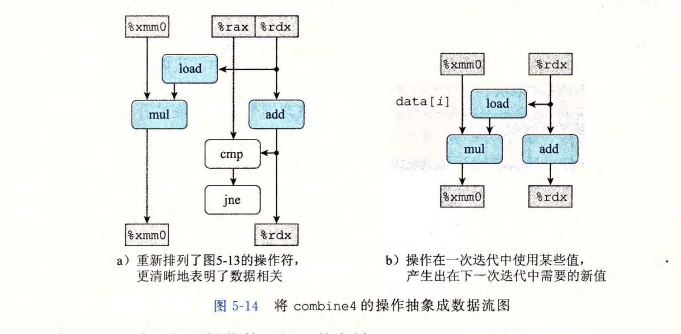 %xmm0 %rax %rdx
load
mul add
cmp
jne
%xmm0 %rdx
a）重新排列了图5-13的操作符，
更清晰地表明了数据相关
%xmm0 %rdx
data[i] load
mul add
%xmm0 %rdx
b）操作在一次迭代中使用某些值，
产生出在下一次迭代中需要的新值
图 5-14 将 combine4 的操作抽象成数据流图